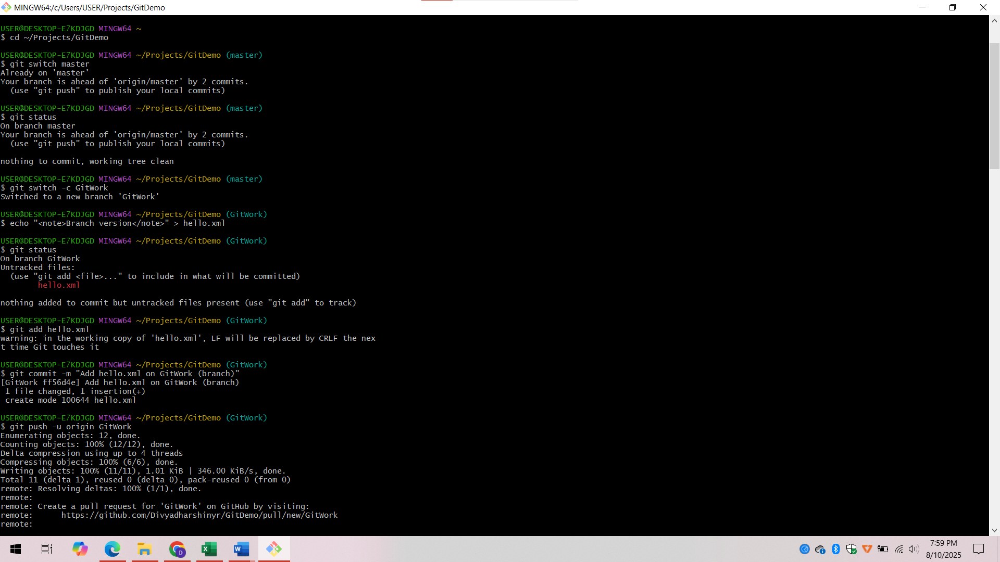 MINGW64:/c/Users/USER/Projects/GitDemo
USER@DESKTOP-E7KDJGD MINGW64 ~
$ cd ~/Projects/GitDemo
USER@DESKTOP-E7KDJGD MINGW64 ~/Projects/GitDemo (master)
$ git switch master
Already on 'master'
Your branch is ahead of 'origin/master' by 2 commits.
  (use "git push" to publish your local commits)
USER@DESKTOP-E7KDJGD MINGW64 ~/Projects/GitDemo (master)
$ git status
On branch master
Your branch is ahead of 'origin/master' by 2 commits.
  (use "git push" to publish your local commits)
nothing to commit, working tree clean
USER@DESKTOP-E7KDJGD MINGW64 ~/Projects/GitDemo (master)
$ git switch -c GitWork
Switched to a new branch 'GitWork'
USER@DESKTOP-E7KDJGD MINGW64 ~/Projects/GitDemo (GitWork)
$ echo "<note>Branch version</note>" > hello.xml
USER@DESKTOP-E7KDJGD MINGW64 ~/Projects/GitDemo (GitWork)
$ git status
On branch GitWork
Untracked files:
  (use "git add <file>..." to include in what will be committed)
        hello.xml
nothing added to commit but untracked files present (use "git add" to track)
USER@DESKTOP-E7KDJGD MINGW64 ~/Projects/GitDemo (GitWork)
$ git add hello.xml
warning: in the working copy of 'hello.xml', LF will be replaced by CRLF the nex
t time Git touches it
USER@DESKTOP-E7KDJGD MINGW64 ~/Projects/GitDemo (GitWork)
$ git commit -m "Add hello.xml on GitWork (branch)"
[GitWork ff56d4e] Add hello.xml on GitWork (branch)
 1 file changed, 1 insertion(+)
 create mode 100644 hello.xml
USER@DESKTOP-E7KDJGD MINGW64 ~/Projects/GitDemo (GitWork)
$ git push -u origin GitWork
Enumerating objects: 12, done.
Counting objects: 100% (12/12), done.
Delta compression using up to 4 threads
Compressing objects: 100% (6/6), done.
Writing objects: 100% (11/11), 1.01 KiB | 346.00 KiB/s, done.
Total 11 (delta 1), reused 0 (delta 0), pack-reused 0 (from 0)
remote: Resolving deltas: 100% (1/1), done.
remote:
remote: Create a pull request for 'GitWork' on GitHub by visiting:
remote:      https://github.com/Divyadharshinyr/GitDemo/pull/new/GitWork
remote:
7:59 PM
8/10/2025